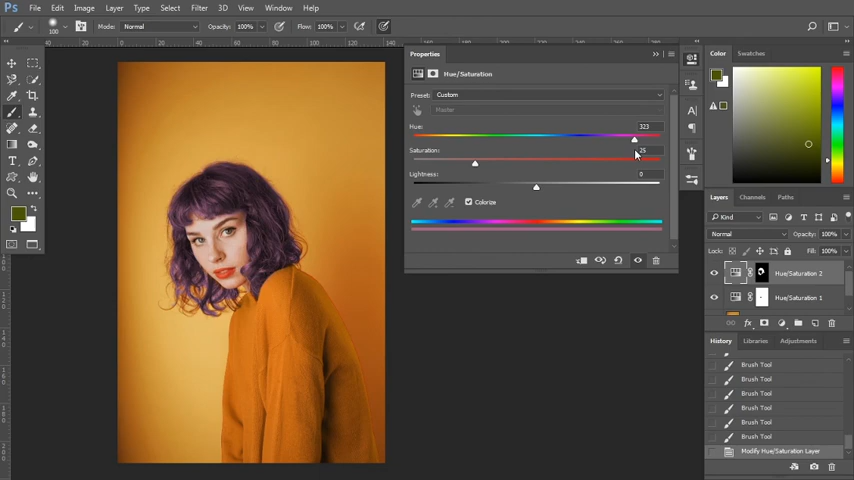 Ps File Edit Image Layer Type Select Filter 3D View Window Help
100 Mode: Normal Opacity: 100% Flow: 100%
Properties
Hue/Saturation
Preset: Custom
Master
Hue: 323
Saturation: 25
Lightness: 0
Colorize
Color Swatches
Layers Channels Paths
Kind
Normal Opacity: 100%
Lock: Fill: 100%
Hue/Saturation 2
Hue/Saturation 1
fx
History Libraries Adjustments
Brush Tool
Brush Tool
Brush Tool
Brush Tool
Brush Tool
Brush Tool
Modify Hue/Saturation Layer